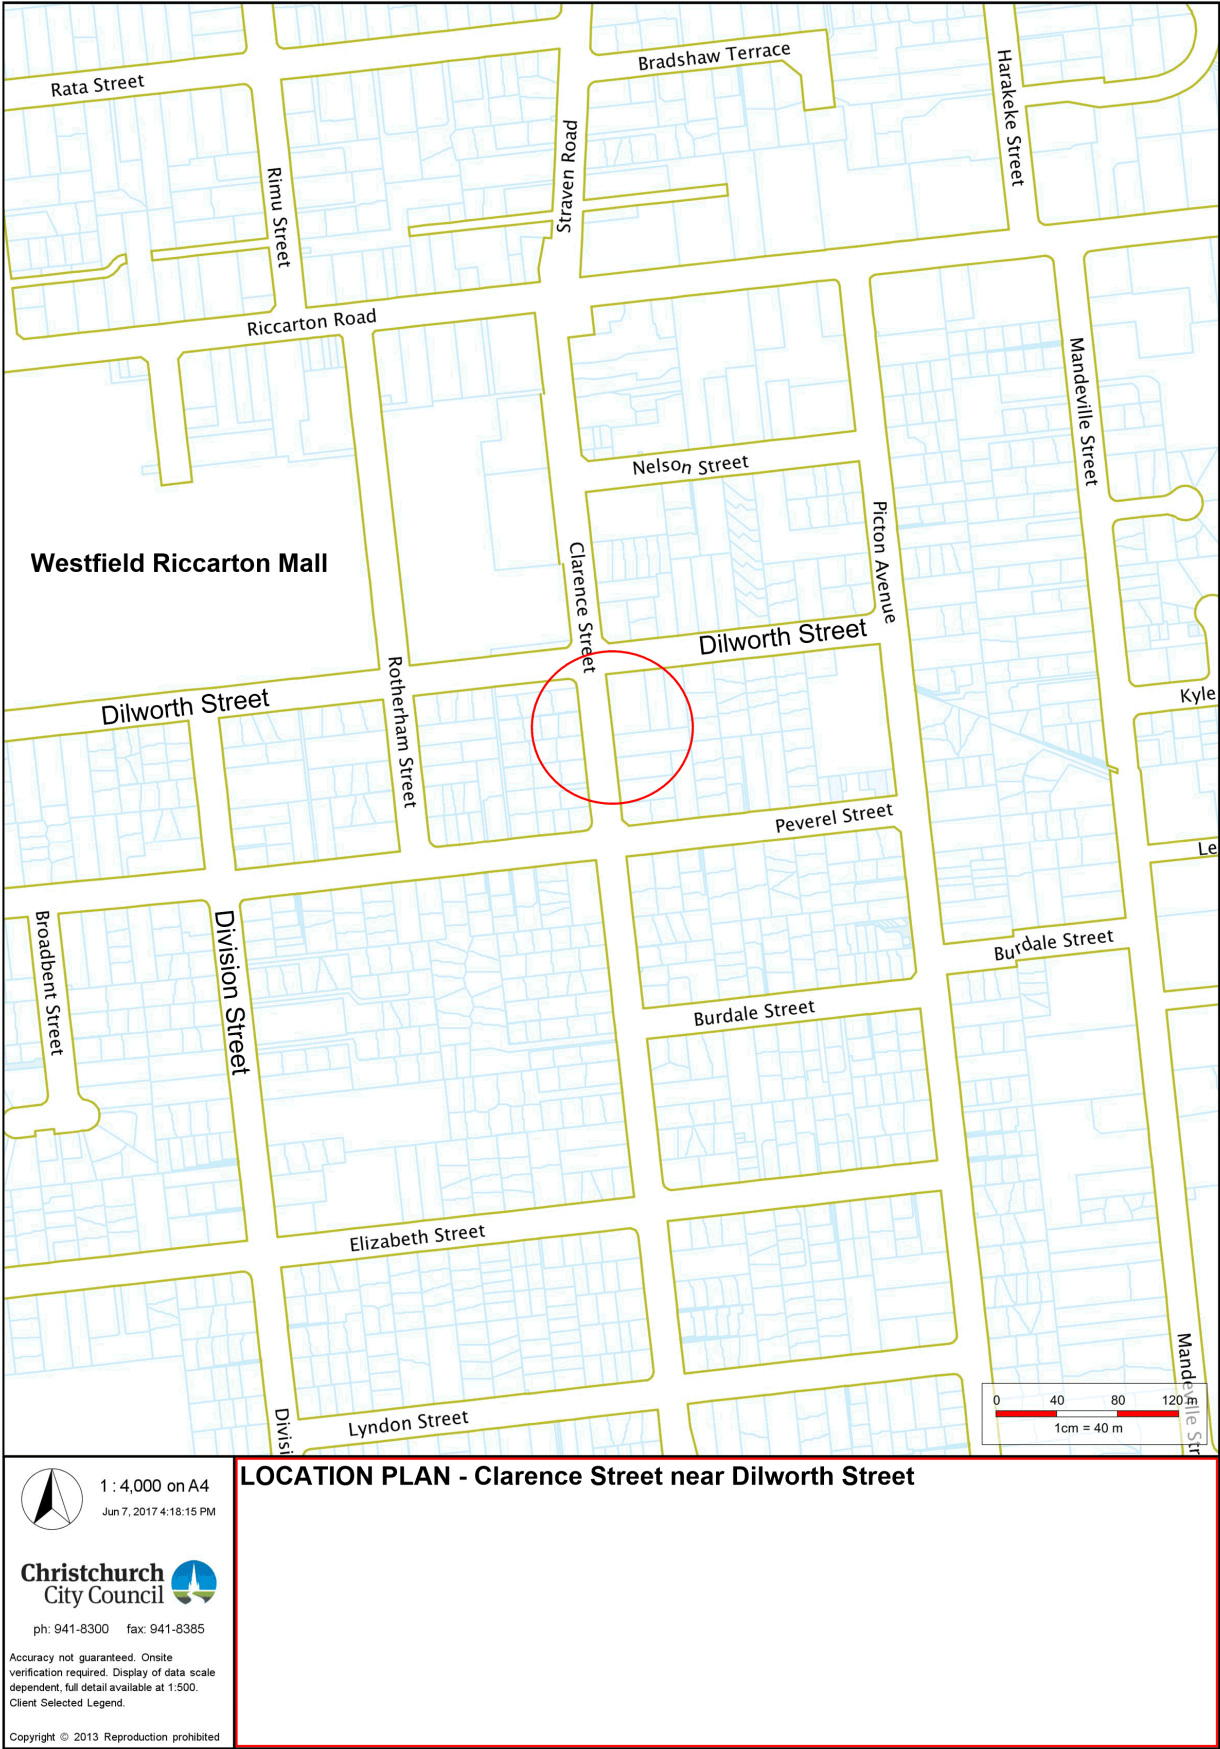 Rata Street
Bradshaw Terrace
Harakeke Street
Straven Road
Rimu Street
Riccarton Road
Mandeville Street
Nelson Street
Picton Avenue
Westfield Riccarton Mall
Clarence Street
Dilworth Street
Rotherham Street
Dilworth Street
Kyle
Peverel Street
Le
Broadbent Street
Division Street
Burdale Street
Burdale Street
Elizabeth Street
Mandeville Str
Divisi
Lyndon Street
0 40 80 120 m
1cm = 40 m
1 : 4,000 on A4
Jun 7, 2017 4:18:15 PM
Christchurch
City Council
ph: 941-8300 fax: 941-8385
Accuracy not guaranteed. Onsite
verification required. Display of data scale
dependent, full detail available at 1:500.
Client Selected Legend.
Copyright © 2013 Reproduction prohibited
LOCATION PLAN - Clarence Street near Dilworth Street